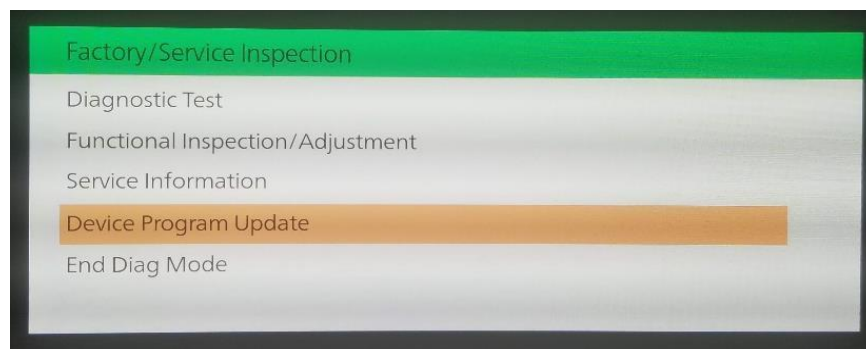 Factory/Service Inspection
Diagnostic Test
Functional Inspection/Adjustment
Service Information
Device Program Update
End Diag Mode